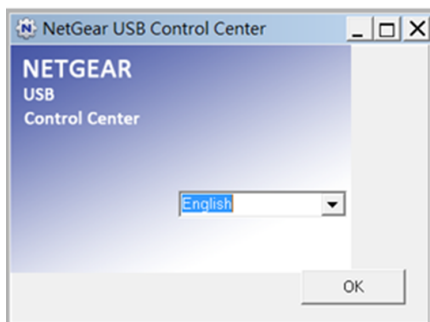 NetGear USB Control Center
NETGEAR
USB
Control Center
English
OK